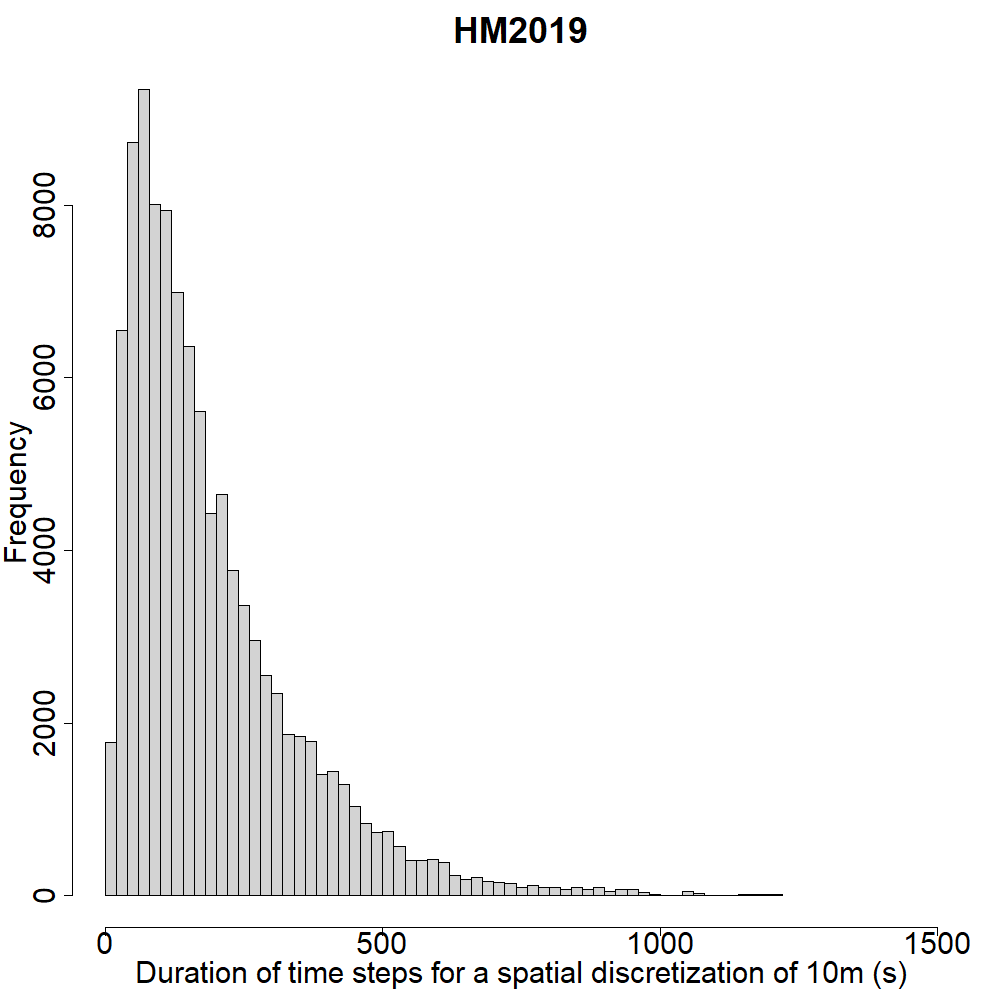 HM2019
Frequency
8000
6000
4000
2000
0
0 500 1000 1500
Duration of time steps for a spatial discretization of 10m (s)